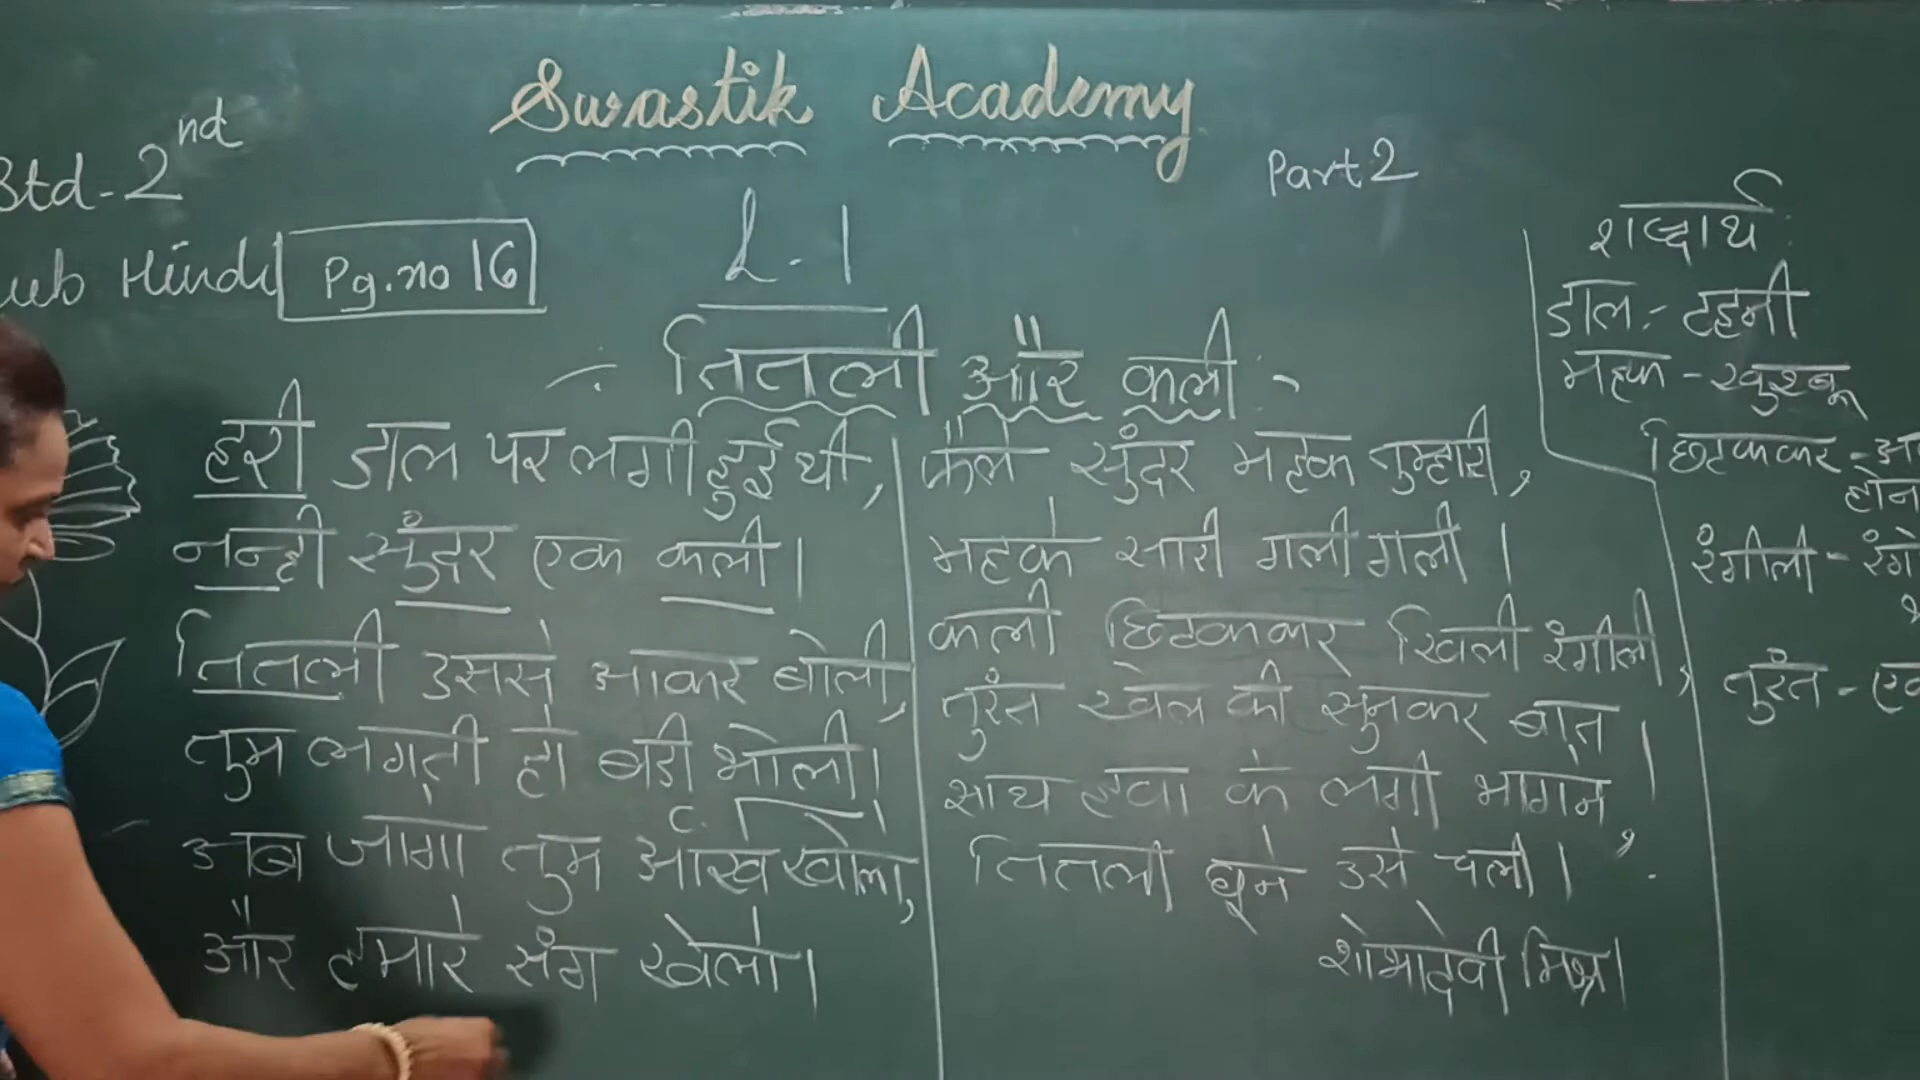 Swastik Academy
Std-2nd
Part 2
Sub Hindi
Pg.no 16
L-1
तितली और कली
हरी डाल पर लगी हुई थी,
नन्ही सुंदर एक कली।
तितली उससे आकर बोली,
तुम लगती हो बडी भोली।
अब जागो तुम आँखे खोलो,
और हमारे संग खेलो।
फैले सुंदर महक तुम्हारी,
महके सारी गली गली।
कली छिटककर खिली रंगीली,
तुरंत खेल की सुनकर बात।
साथ हवा के लगी भागने,
तितली छूने उसे चली।
शोभादेवी मिश्रा
शब्दार्थ
डाल:- टहनी
महक - खुश्बू
छिटककर -
रंगीली -
तुरंत -